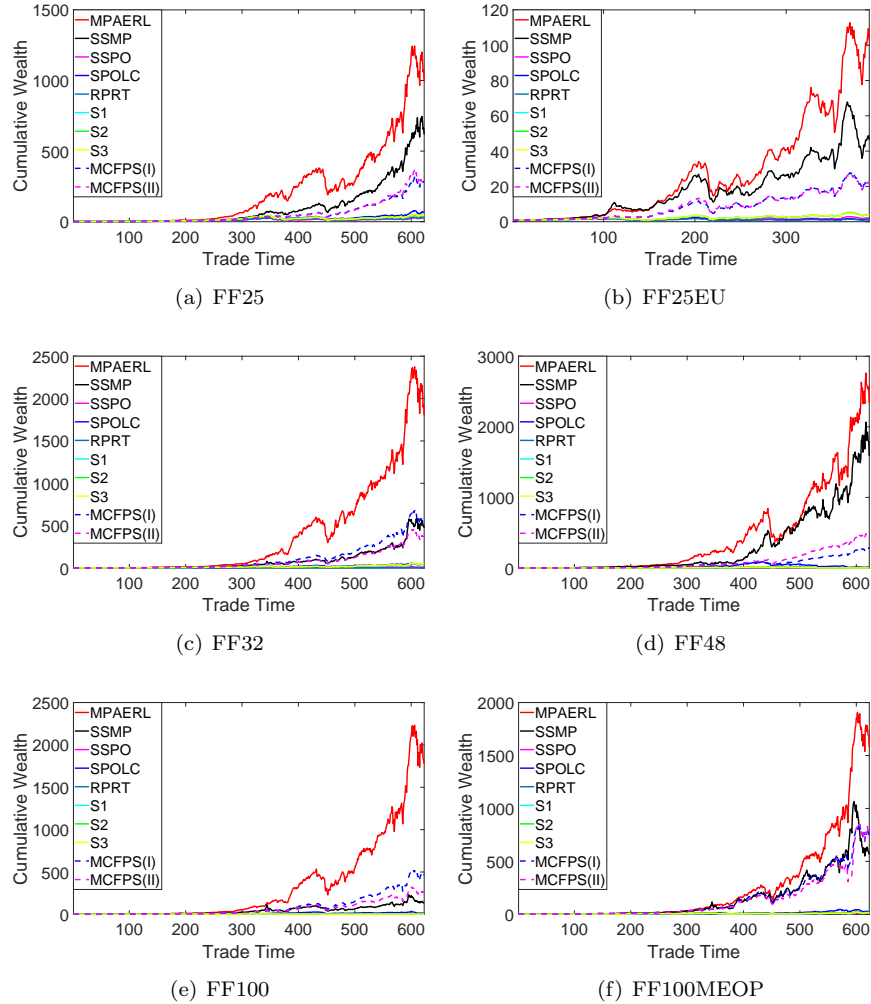 1500
1000
500
0
Cumulative Wealth
MPAERL
SSMP
SSPO
SPOLC
RPRT
S1
S2
S3
MCFPS(I)
MCFPS(II)
100 200 300 400 500 600
Trade Time
(a) FF25
120
100
80
60
40
20
0
Cumulative Wealth
MPAERL
SSMP
SSPO
SPOLC
RPRT
S1
S2
S3
MCFPS(I)
MCFPS(II)
100 200 300
Trade Time
(b) FF25EU
2500
2000
1500
1000
500
0
Cumulative Wealth
MPAERL
SSMP
SSPO
SPOLC
RPRT
S1
S2
S3
MCFPS(I)
MCFPS(II)
100 200 300 400 500 600
Trade Time
(c) FF32
3000
2000
1000
0
Cumulative Wealth
MPAERL
SSMP
SSPO
SPOLC
RPRT
S1
S2
S3
MCFPS(I)
MCFPS(II)
100 200 300 400 500 600
Trade Time
(d) FF48
2500
2000
1500
1000
500
0
Cumulative Wealth
MPAERL
SSMP
SSPO
SPOLC
RPRT
S1
S2
S3
MCFPS(I)
MCFPS(II)
100 200 300 400 500 600
Trade Time
(e) FF100
2000
1500
1000
500
0
Cumulative Wealth
MPAERL
SSMP
SSPO
SPOLC
RPRT
S1
S2
S3
MCFPS(I)
MCFPS(II)
100 200 300 400 500 600
Trade Time
(f) FF100MEOP